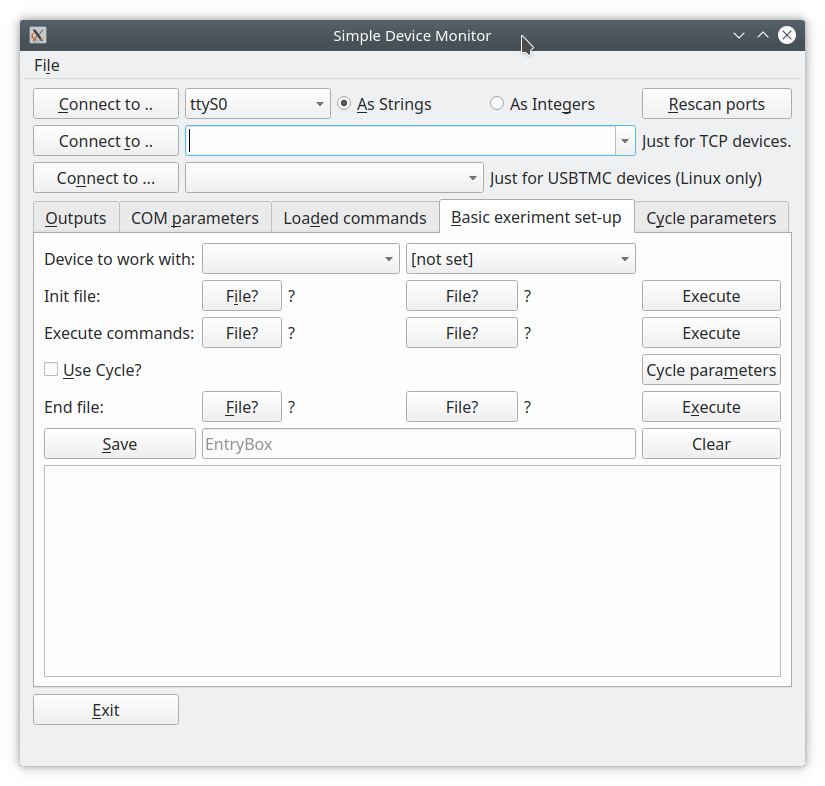 Simple Device Monitor
File
Connect to .. ttyS0 As Strings As Integers Rescan ports
Connect to .. Just for TCP devices.
Connect to ... Just for USBTMC devices (Linux only)
Outputs COM parameters Loaded commands Basic exeriment set-up Cycle parameters
Device to work with: [not set]
Init file: File? ? File? ? Execute
Execute commands: File? ? File? ? Execute
Use Cycle? Cycle parameters
End file: File? ? File? ? Execute
Save EntryBox Clear
Exit